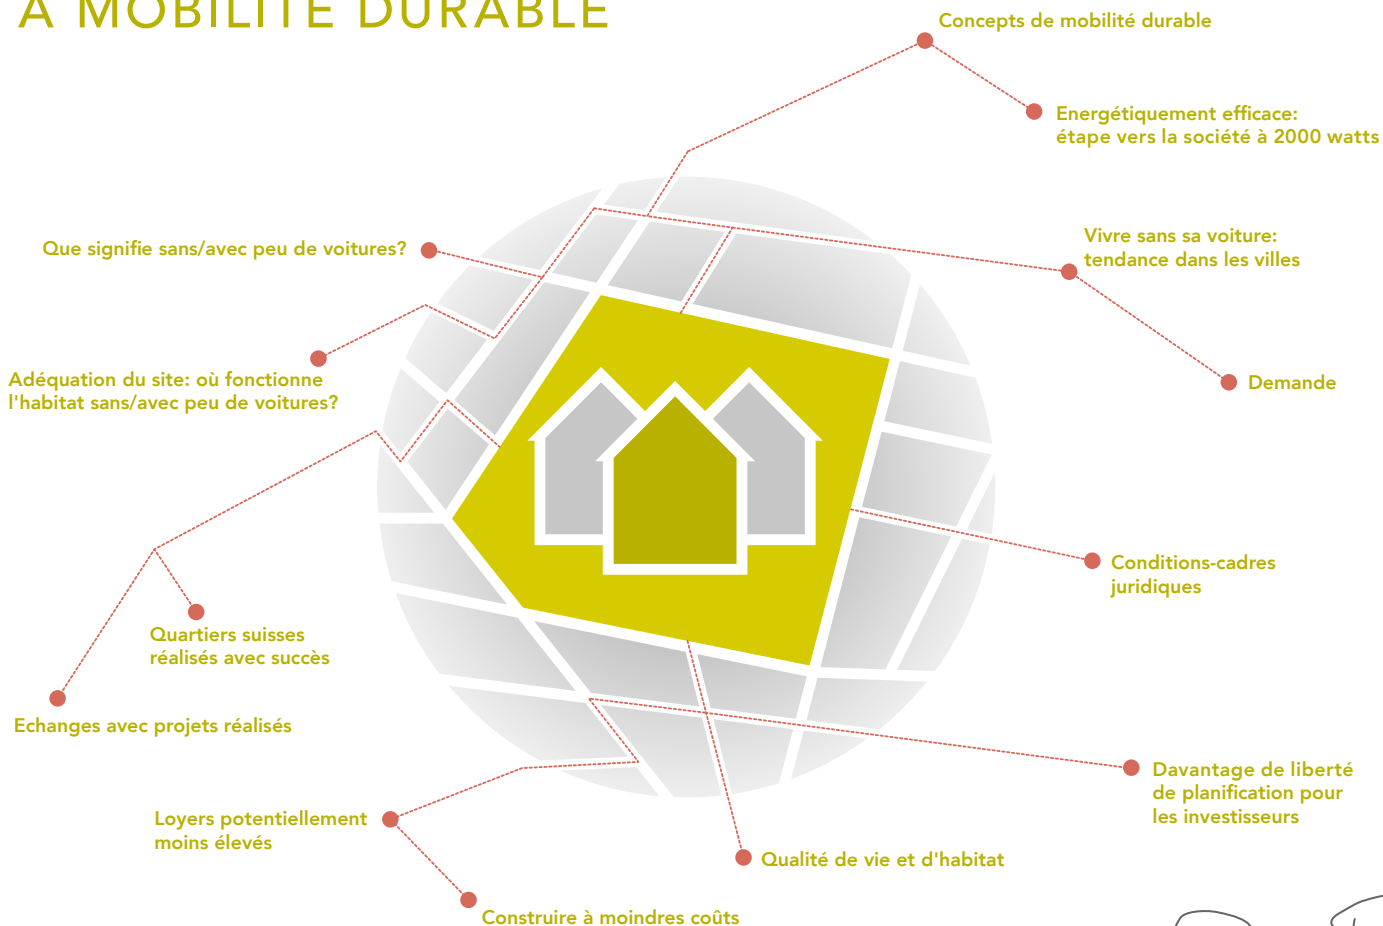 À MOBILITÉ DURABLE
Concepts de mobilité durable
Energétiquement efficace:
étape vers la société à 2000 watts
Que signifie sans/avec peu de voitures?
Vivre sans sa voiture:
tendance dans les villes
Adéquation du site: où fonctionne
l'habitat sans/avec peu de voitures?
Demande
Conditions-cadres
juridiques
Quartiers suisses
réalisés avec succès
Echanges avec projets réalisés
Davantage de liberté
de planification pour
les investisseurs
Loyers potentiellement
moins élevés
Qualité de vie et d'habitat
Construire à moindres coûts